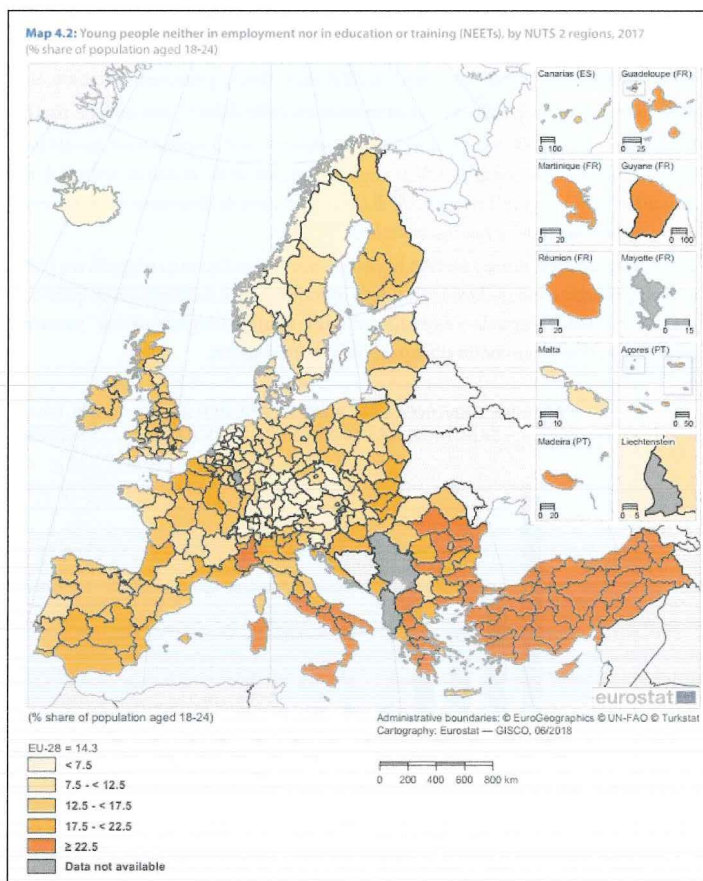 Map 4.2: Young people neither in employment nor in education or training (NEETs), by NUTS 2 regions, 2017
(% share of population aged 18-24)
Canarias (ES)
0 100
Guadeloupe (FR)
0 25
Martinique (FR)
0 20
Guyane (FR)
0 100
Réunion (FR)
0 20
Mayotte (FR)
0 15
Malta
0 10
Açores (PT)
0 50
Madeira (PT)
0 20
Liechtenstein
0 5
eurostat
(% share of population aged 18-24)
Administrative boundaries: © EuroGeographics © UN-FAO © Turkstat
Cartography: Eurostat — GISCO, 06/2018
EU-28 = 14.3
< 7.5
7.5 - < 12.5
12.5 - < 17.5
17.5 - < 22.5
≥ 22.5
Data not available
0 200 400 600 800 km